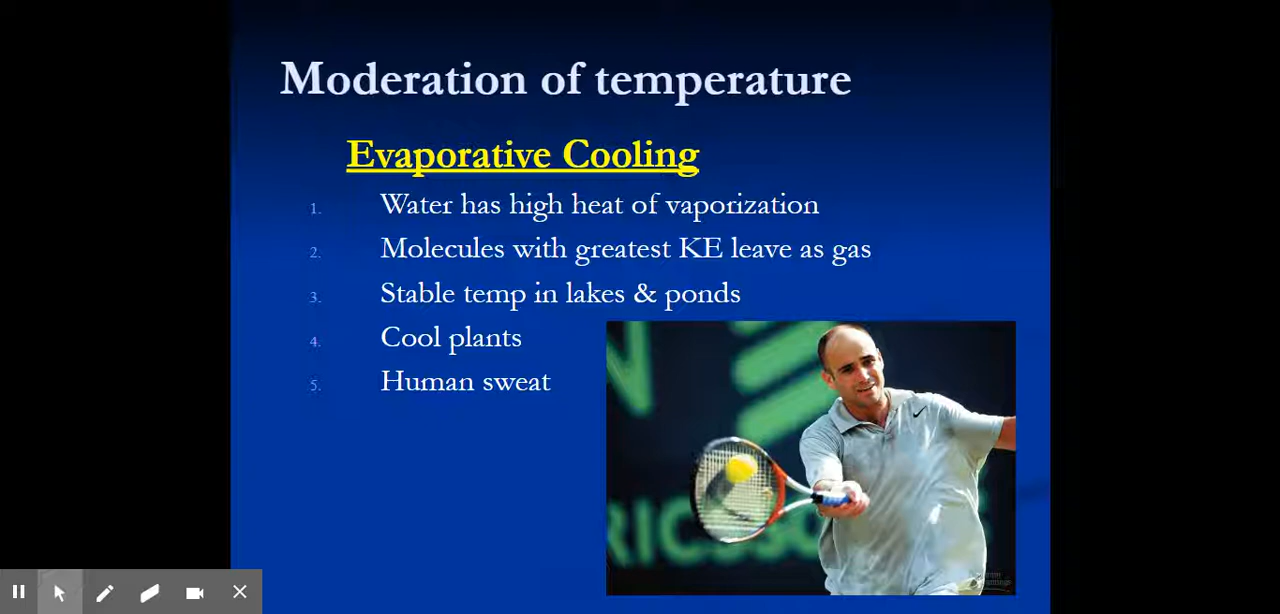 Moderation of temperature
Evaporative Cooling
1. Water has high heat of vaporization
2. Molecules with greatest KE leave as gas
3. Stable temp in lakes & ponds
4. Cool plants
5. Human sweat
N
RICSSO